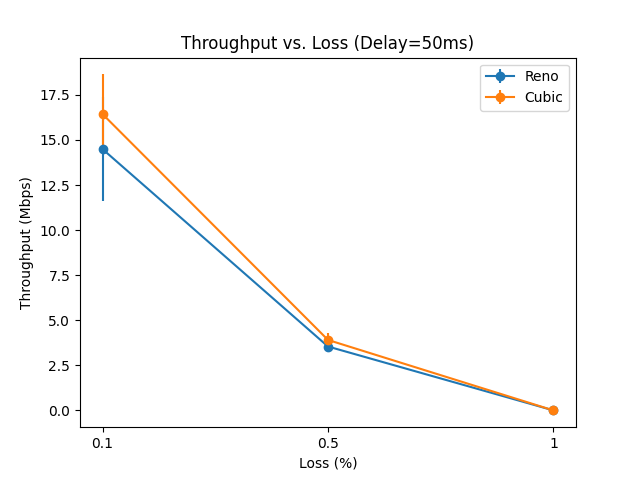 Throughput vs. Loss (Delay=50ms)
Reno
Cubic
Throughput (Mbps)
17.5
15.0
12.5
10.0
7.5
5.0
2.5
0.0
0.1
0.5
1
Loss (%)